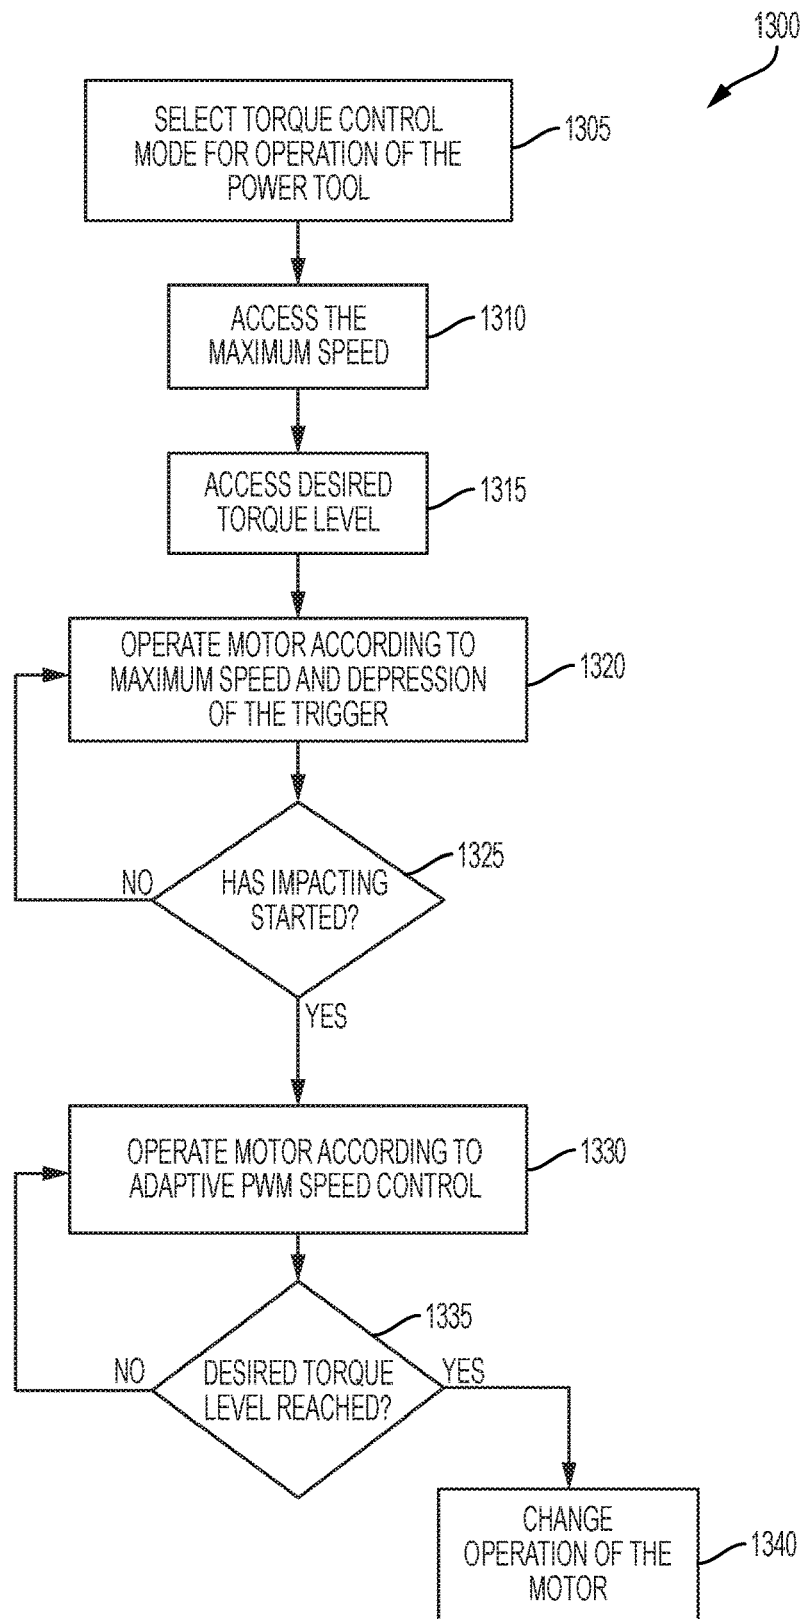 1300
SELECT TORQUE CONTROL
MODE FOR OPERATION OF THE
POWER TOOL
1305
ACCESS THE
MAXIMUM SPEED
1310
ACCESS DESIRED
TORQUE LEVEL
1315
OPERATE MOTOR ACCORDING TO
MAXIMUM SPEED AND DEPRESSION
OF THE TRIGGER
1320
HAS IMPACTING
STARTED?
1325
NO
YES
OPERATE MOTOR ACCORDING TO
ADAPTIVE PWM SPEED CONTROL
1330
DESIRED TORQUE
LEVEL REACHED?
1335
NO
YES
CHANGE
OPERATION OF THE
MOTOR
1340